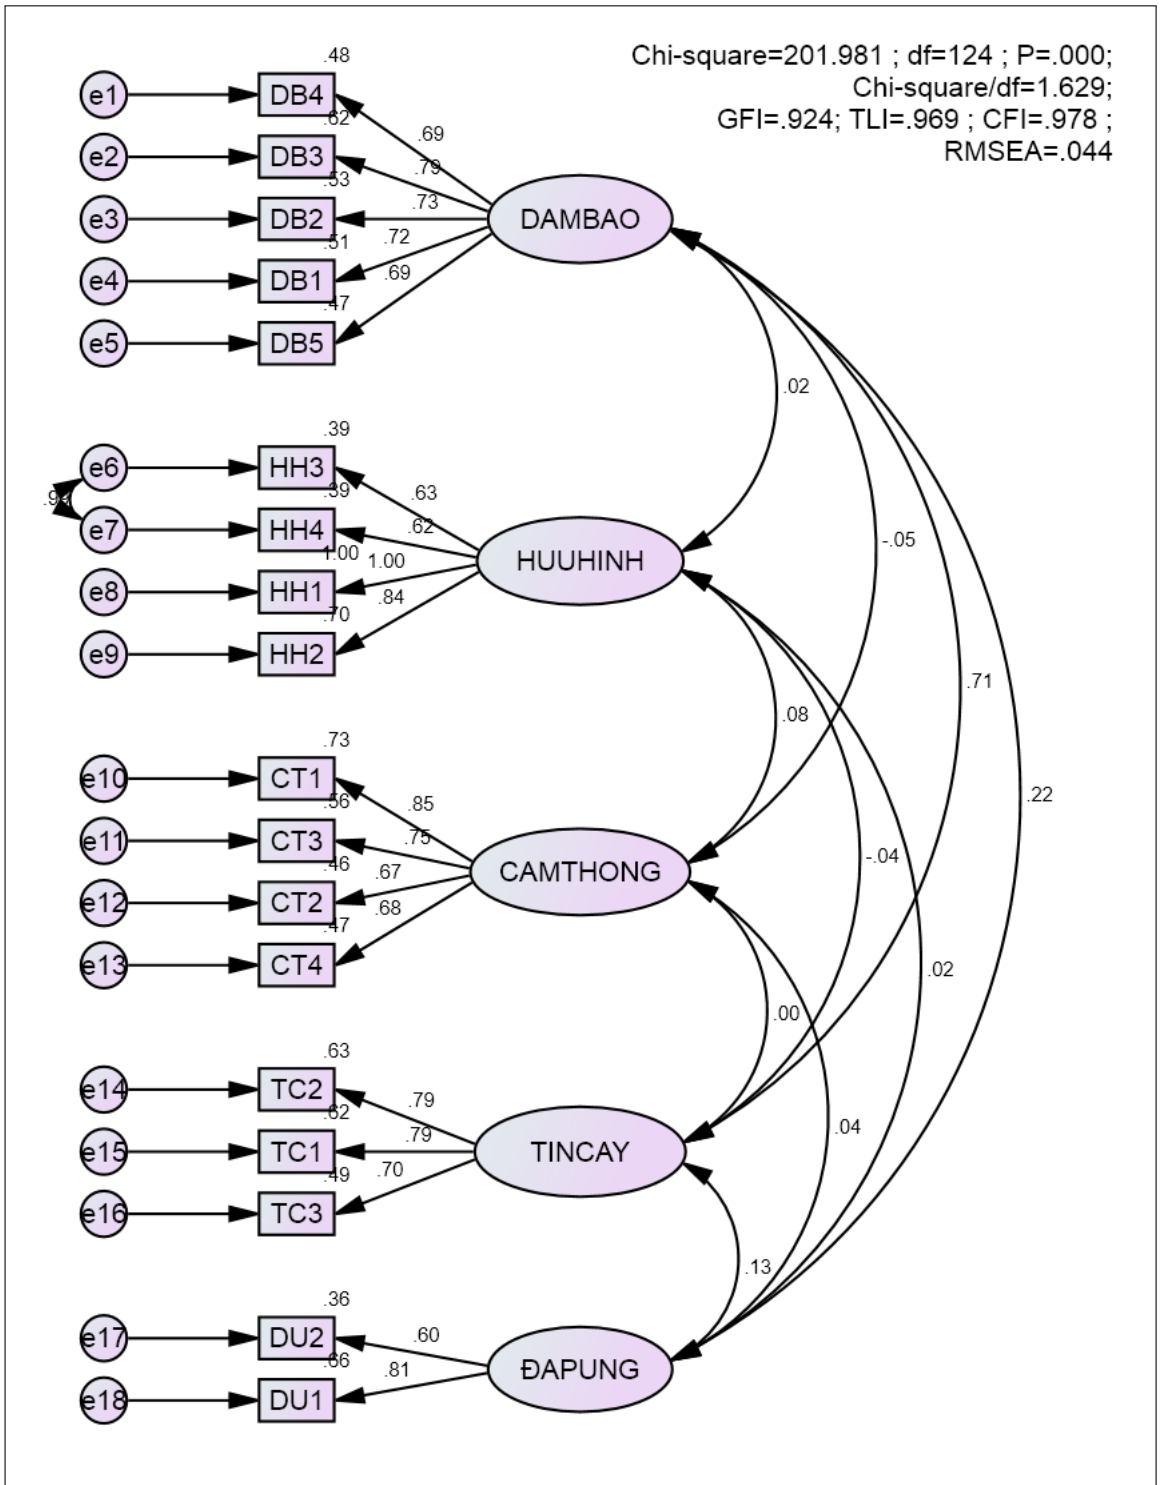 Chi-square=201.981 ; df=124 ; P=.000;
Chi-square/df=1.629;
GFI=.924; TLI=.969 ; CFI=.978 ;
RMSEA=.044
.48
e1 DB4
.69
.62
e2 DB3
.79
.53
e3 DB2
.73
DAMBAO
.51
e4 DB1
.72
.69
.47
e5 DB5
.02
.39
e6 HH3
.63
.39
e7 HH4
.62
1.00
1.00
e8 HH1
.84
HUUHINH
-.05
.70
e9 HH2
.71
.08
.73
e10 CT1
.85
.22
.56
e11 CT3
.75
.46
e12 CT2
.67
.68
CAMTHONG
-.04
.47
e13 CT4
.02
.00
.63
e14 TC2
.79
.62
e15 TC1
.79
TINCAY
.04
.49
e16 TC3
.70
.13
.36
e17 DU2
.60
.66
e18 DU1
.81
ĐAPUNG